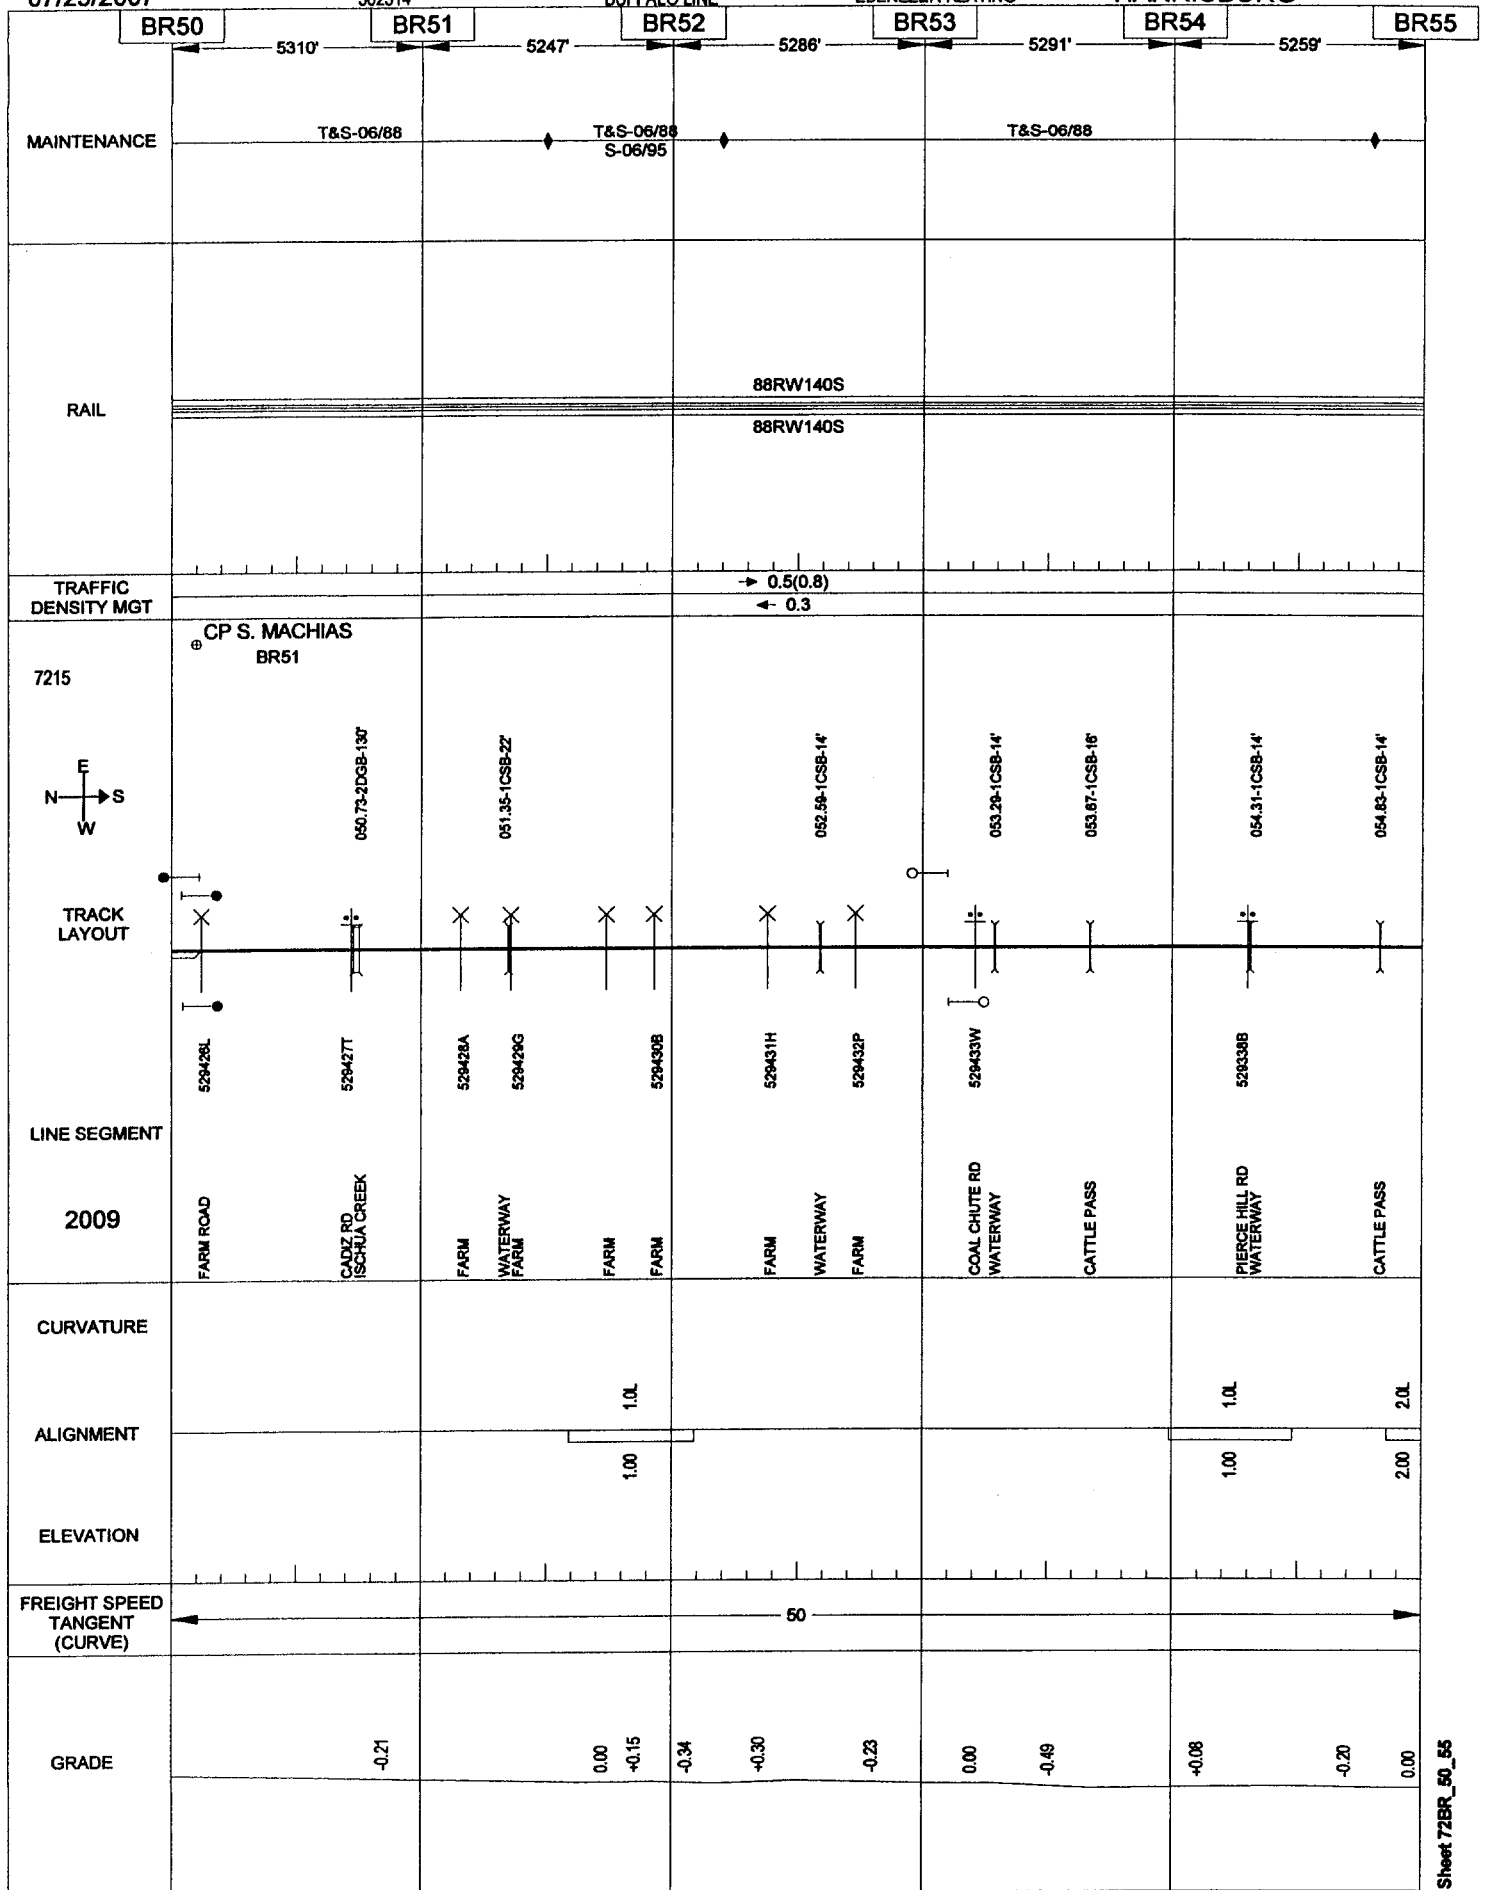 BR50 BR51 BR52 BR53 BR54 BR55
5310' 5247' 5286' 5291' 5259'
MAINTENANCE
T&S-06/88 T&S-06/88 T&S-06/88
S-06/95
RAIL
88RW140S
88RW140S
TRAFFIC
DENSITY MGT
0.5(0.8)
0.3
CP S. MACHIAS
BR51
7215
E
N S
W
050.73-2DGB-130'
051.35-1CSB-22'
052.59-1CSB-14'
053.29-1CSB-14'
053.67-1CSB-16'
054.31-1CSB-14'
054.83-1CSB-14'
TRACK
LAYOUT
529426L
529427T
529428A
529429G
529430B
529431H
529432P
529433W
529338B
LINE SEGMENT
2009
FARM ROAD
CADIZ RD
ISCHUA CREEK
FARM
WATERWAY
FARM
FARM
FARM
FARM
WATERWAY
FARM
COAL CHUTE RD
WATERWAY
CATTLE PASS
PIERCE HILL RD
WATERWAY
CATTLE PASS
CURVATURE
1.0L 1.0L 2.0L
ALIGNMENT
1.00 1.00 2.00
ELEVATION
FREIGHT SPEED
TANGENT
(CURVE)
50
GRADE
-0.21 0.00 +0.15 -0.34 +0.30 -0.23 0.00 -0.49 +0.08 -0.20 0.00
Sheet 72BR_50_55